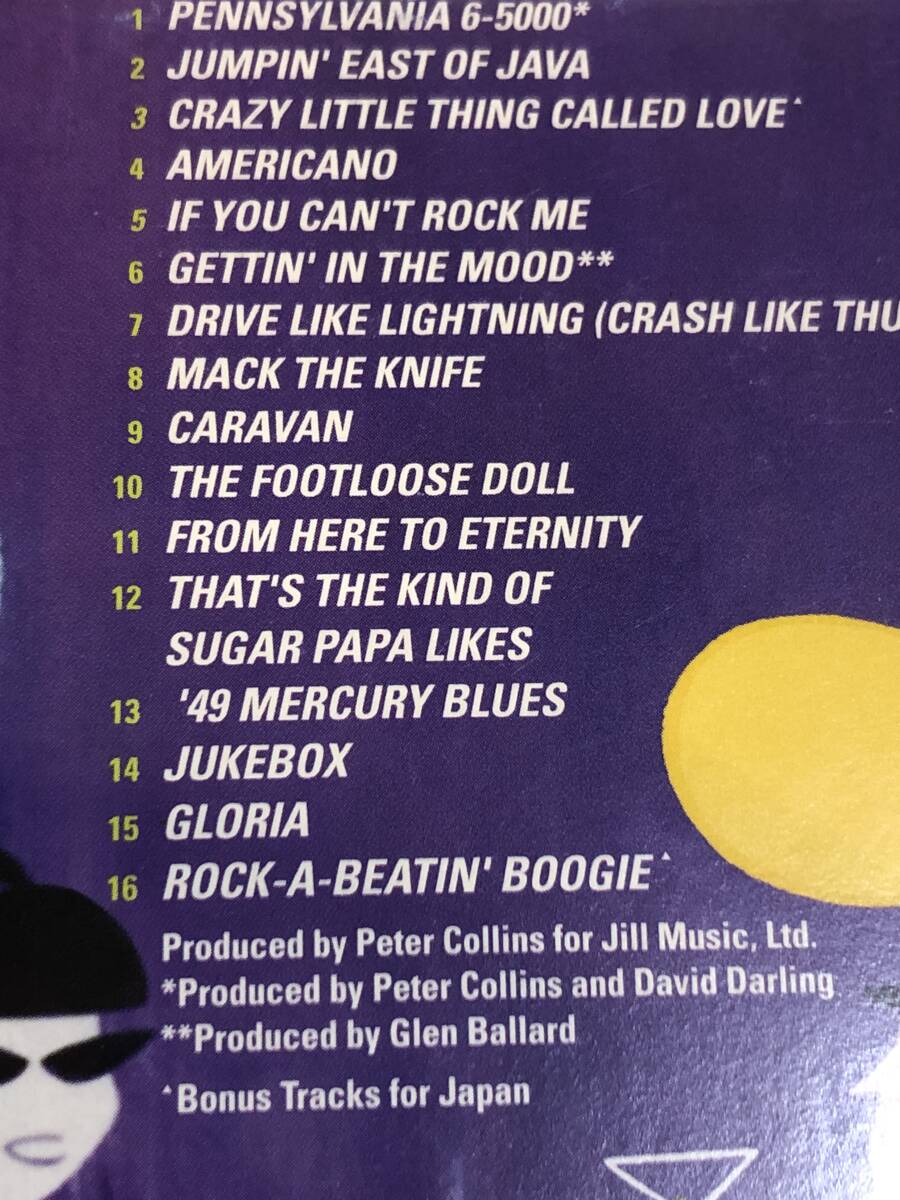 1 PENNSYLVANIA 6-5000*
2 JUMPIN' EAST OF JAVA
3 CRAZY LITTLE THING CALLED LOVE^
4 AMERICANO
5 IF YOU CAN'T ROCK ME
6 GETTIN' IN THE MOOD**
7 DRIVE LIKE LIGHTNING (CRASH LIKE THU
8 MACK THE KNIFE
9 CARAVAN
10 THE FOOTLOOSE DOLL
11 FROM HERE TO ETERNITY
12 THAT'S THE KIND OF
SUGAR PAPA LIKES
13 '49 MERCURY BLUES
14 JUKEBOX
15 GLORIA
16 ROCK-A-BEATIN' BOOGIE^
Produced by Peter Collins for Jill Music, Ltd.
*Produced by Peter Collins and David Darling
**Produced by Glen Ballard
^Bonus Tracks for Japan